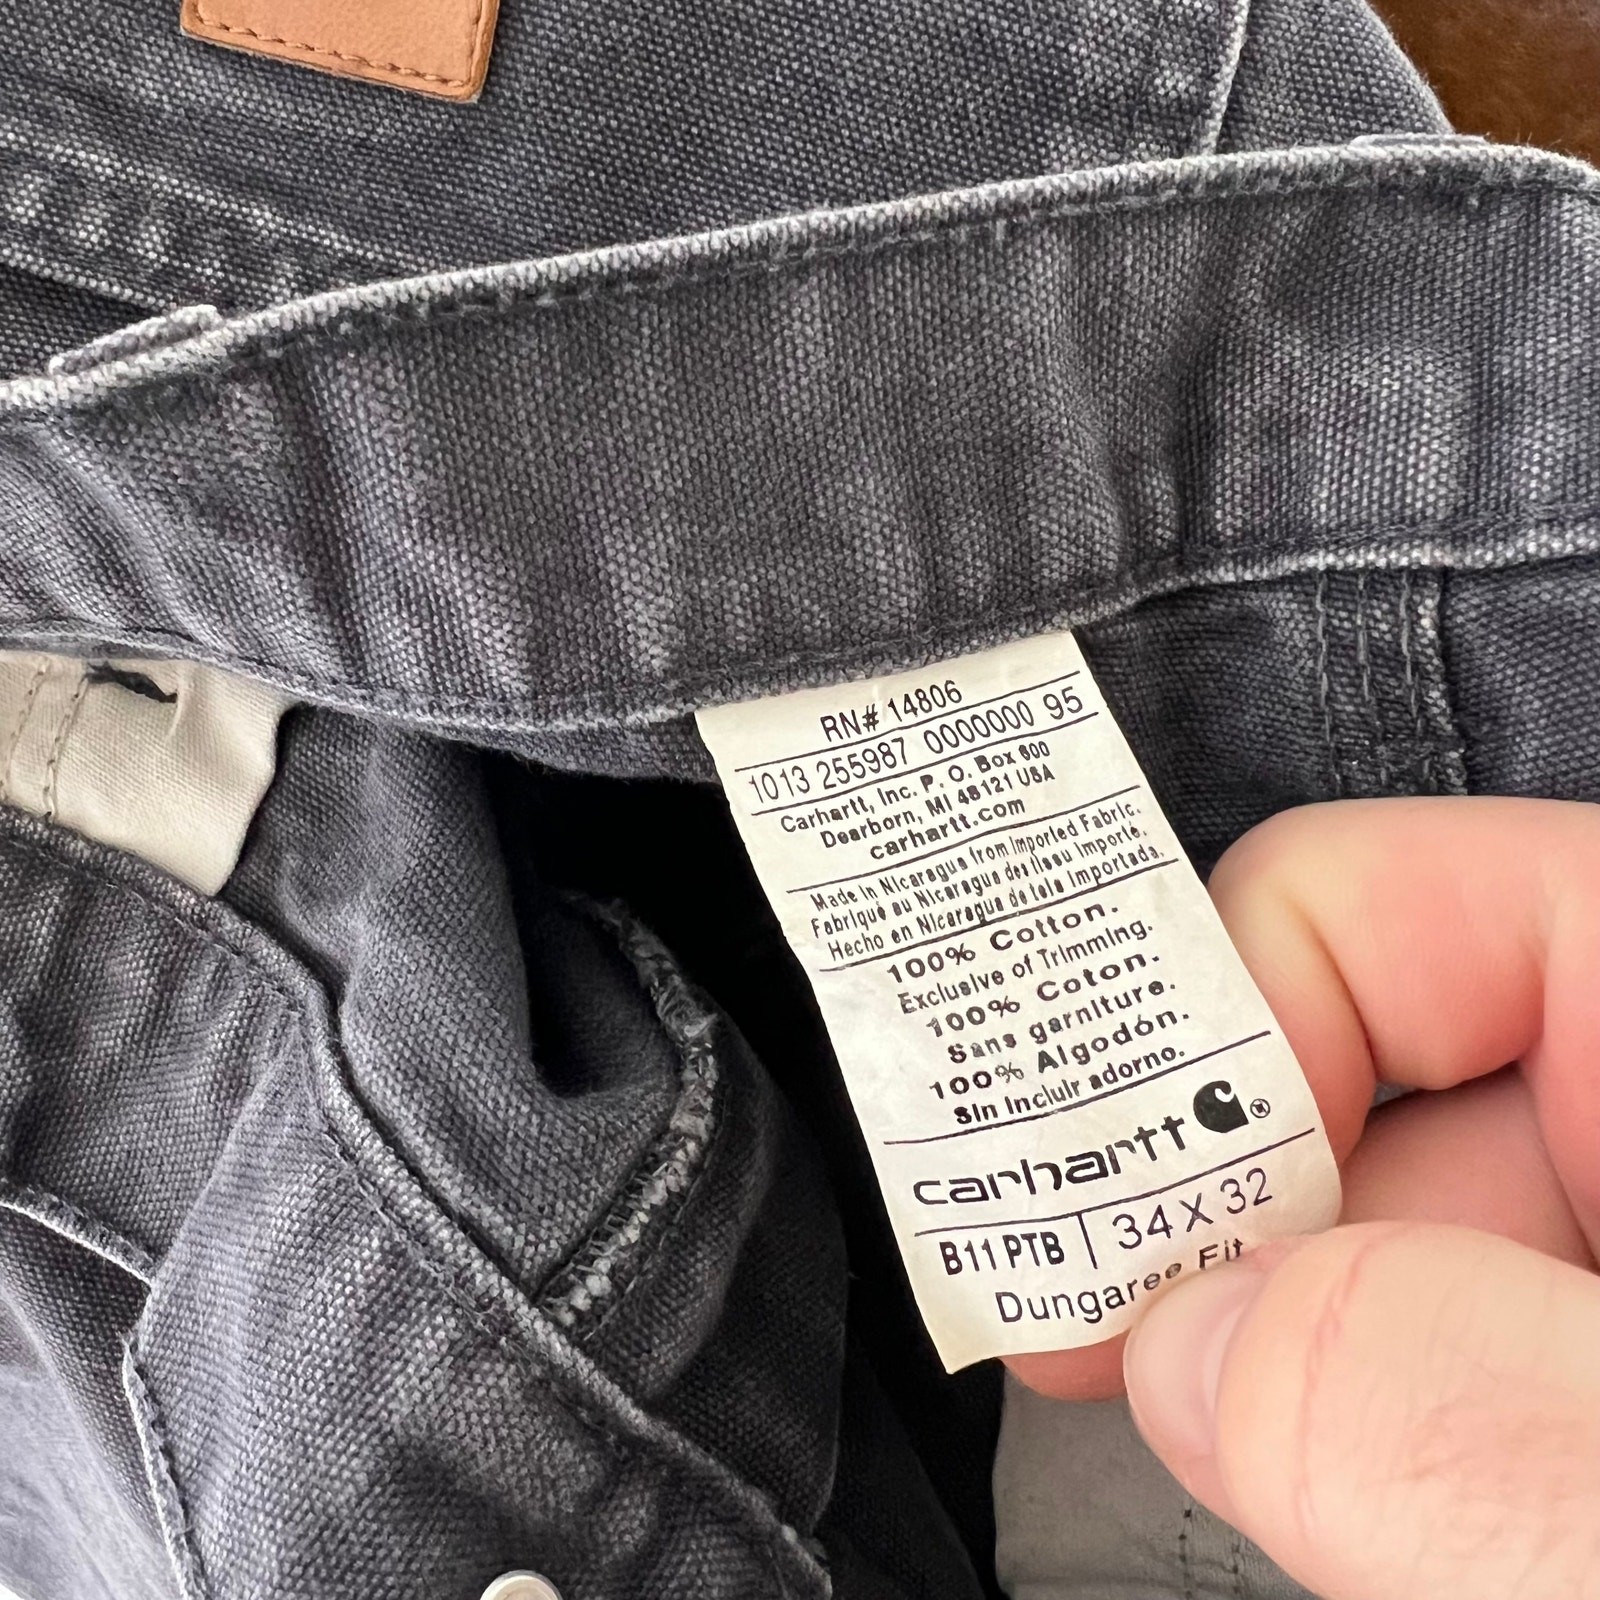 RN# 14806
1013 255987 0000000 95
Carhartt, Inc. P. O. Box 600
Dearborn, MI 48121 USA
carhartt.com
Made in Nicaragua from Imported Fabric.
Fabriqué au Nicaragua des tissu Importé.
Hecho en Nicaragua de tela Importada.
100% Cotton.
Exclusive of Trimming.
100% Coton.
Sans garniture.
100% Algodón.
Sin incluir adorno.
carhartt ®
B11 PTB | 34 X 32
Dungaree Fit